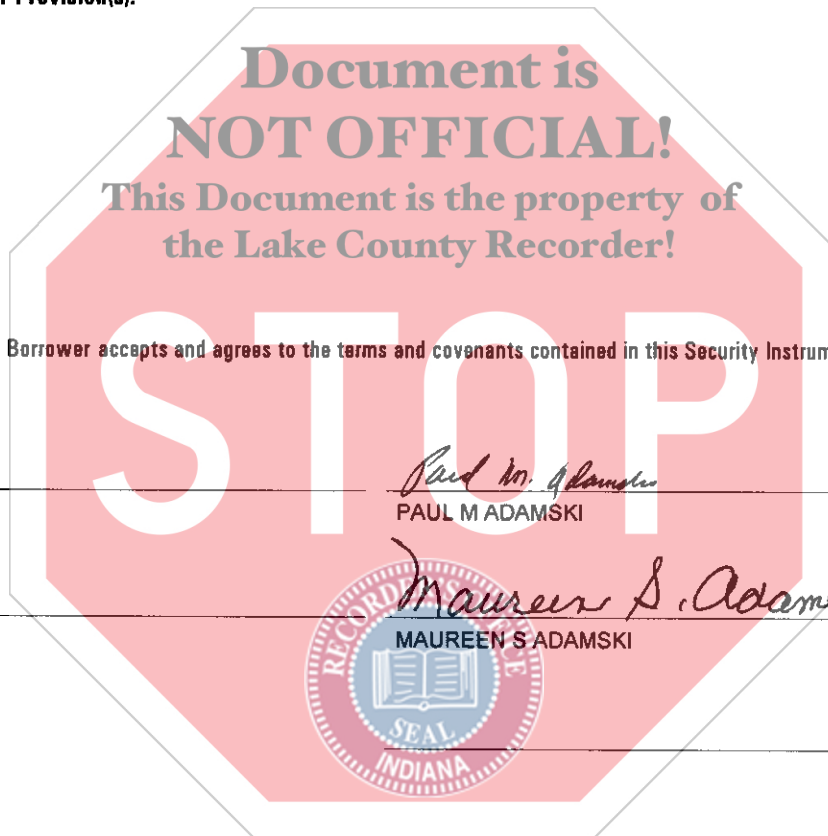 Document is
NOT OFFICIAL!
This Document is the property of
the Lake County Recorder!
Borrower accepts and agrees to the terms and covenants contained in this Security Instrum
STOP
Paul M. Adamski
PAUL M ADAMSKI
Maureen S. Adam
MAUREEN S ADAMSKI
RECORDER'S OFFICE
SEAL
INDIANA